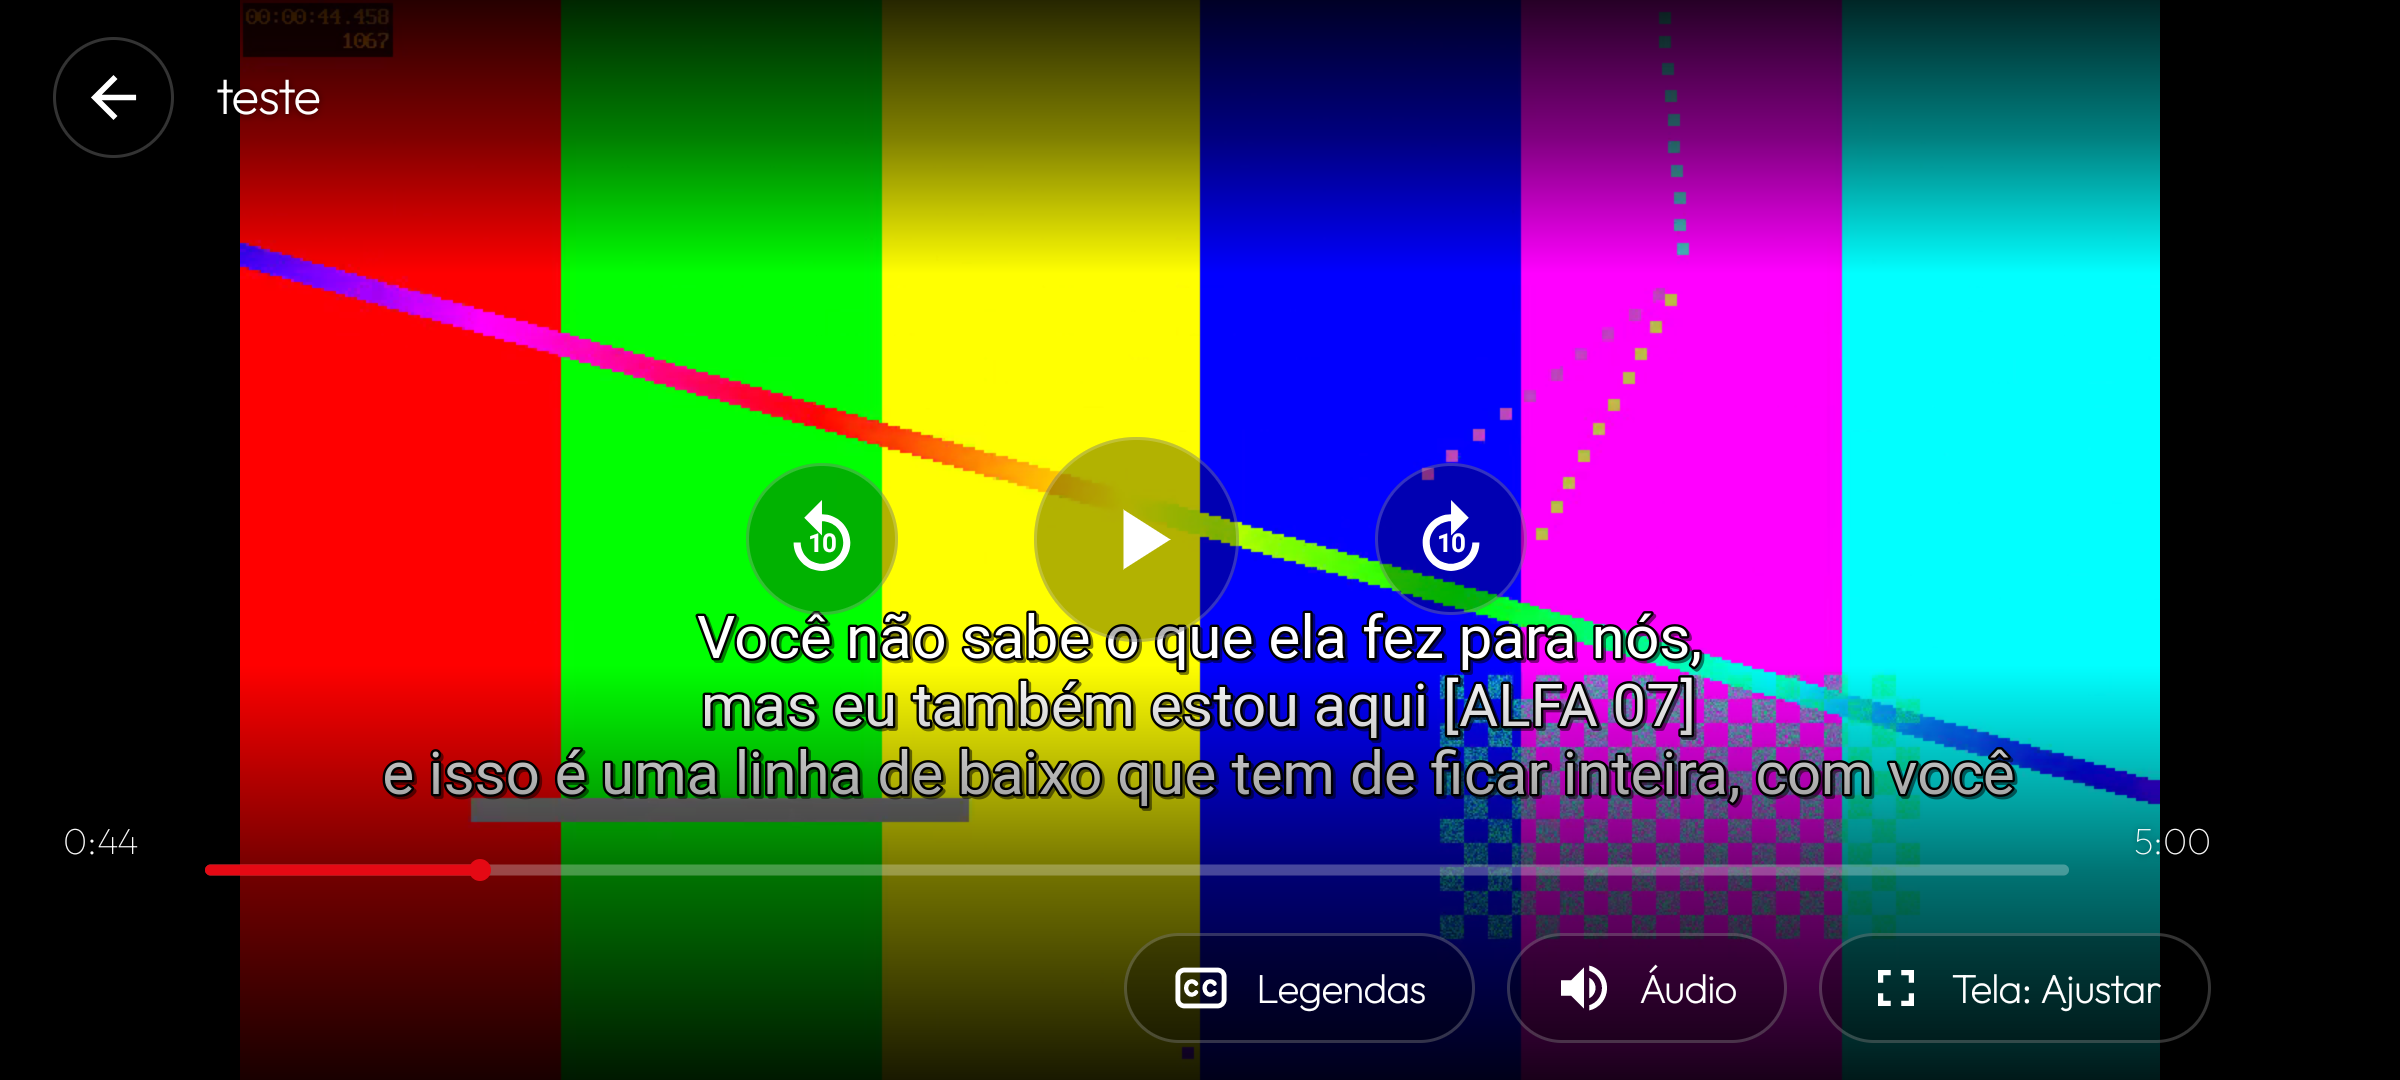 00:00:44.458
1067
teste
10
10
Você não sabe o que ela fez para nós,
mas eu também estou aqui [ALFA 07]
e isso é uma linha de baixo que tem de ficar inteira, com você
0:44
5:00
CC Legendas
Áudio
Tela: Ajustar